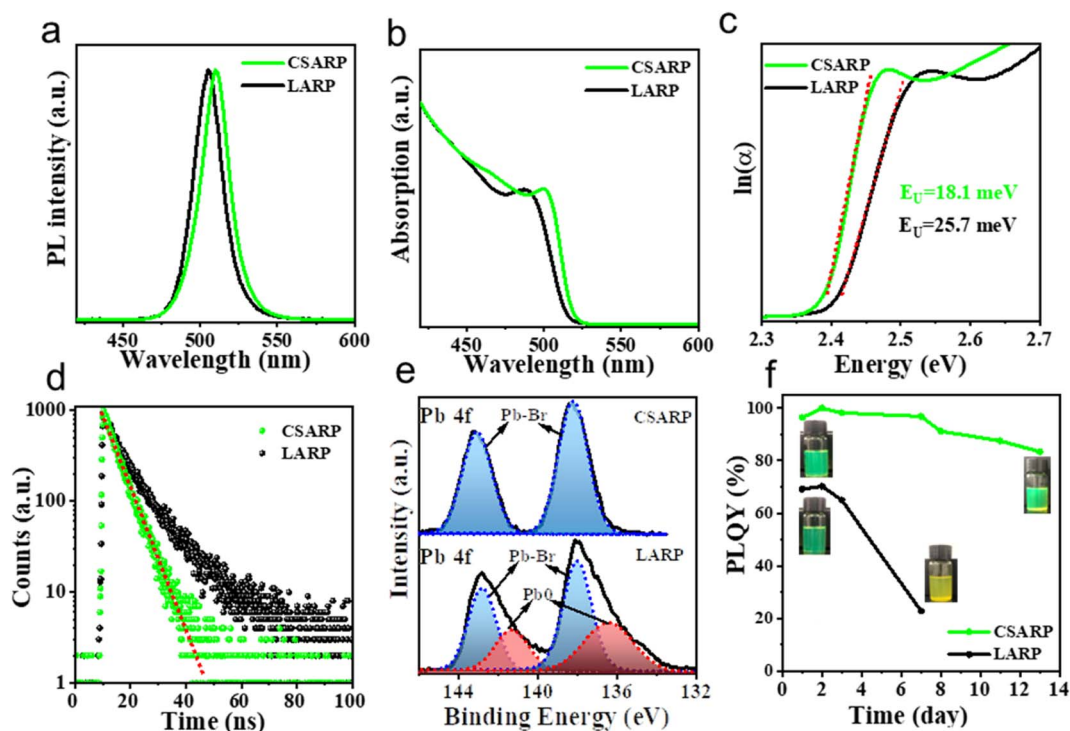 a
PL intensity (a.u.)
CSARP
LARP
450 500 550 600
Wavelength (nm)
b
Absorption (a.u.)
CSARP
LARP
450 500 550 600
Wavelength (nm)
c
ln(α)
CSARP
LARP
E_U=18.1 meV
E_U=25.7 meV
2.3 2.4 2.5 2.6 2.7
Energy (eV)
d
Counts (a.u.)
1000
100
10
1
CSARP
LARP
0 20 40 60 80 100
Time (ns)
e
Intensity (a.u.)
Pb 4f
Pb-Br
CSARP
Pb 4f
Pb-Br
LARP
Pb0
144 140 136 132
Binding Energy (eV)
f
PLQY (%)
100
80
60
40
20
0
CSARP
LARP
0 2 4 6 8 10 12 14
Time (day)